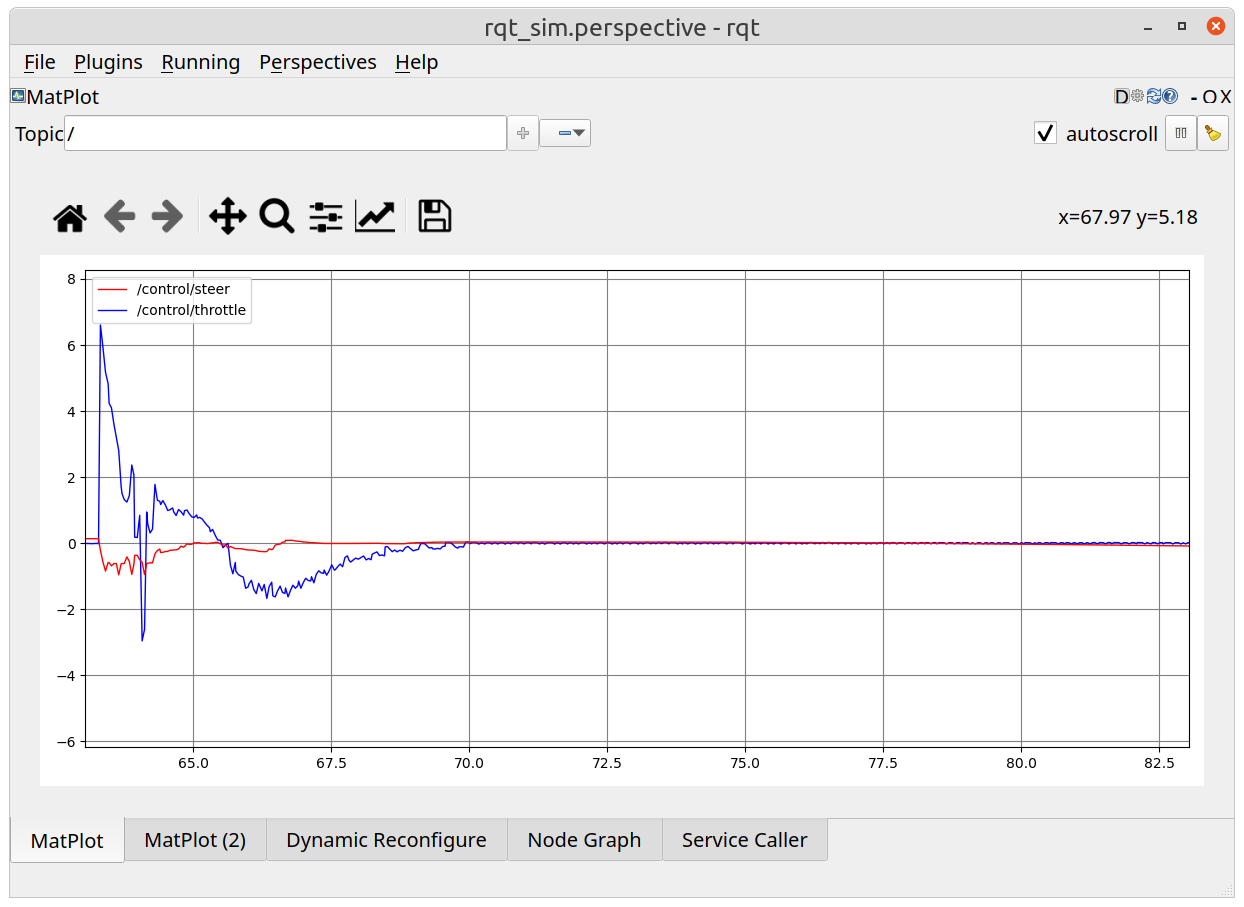 rqt_sim.perspective - rqt
File Plugins Running Perspectives Help
MatPlot D ? - O X
Topic / autoscroll
x=67.97 y=5.18
/control/steer
/control/throttle
8
6
4
2
0
−2
−4
−6
65.0 67.5 70.0 72.5 75.0 77.5 80.0 82.5
MatPlot MatPlot (2) Dynamic Reconfigure Node Graph Service Caller